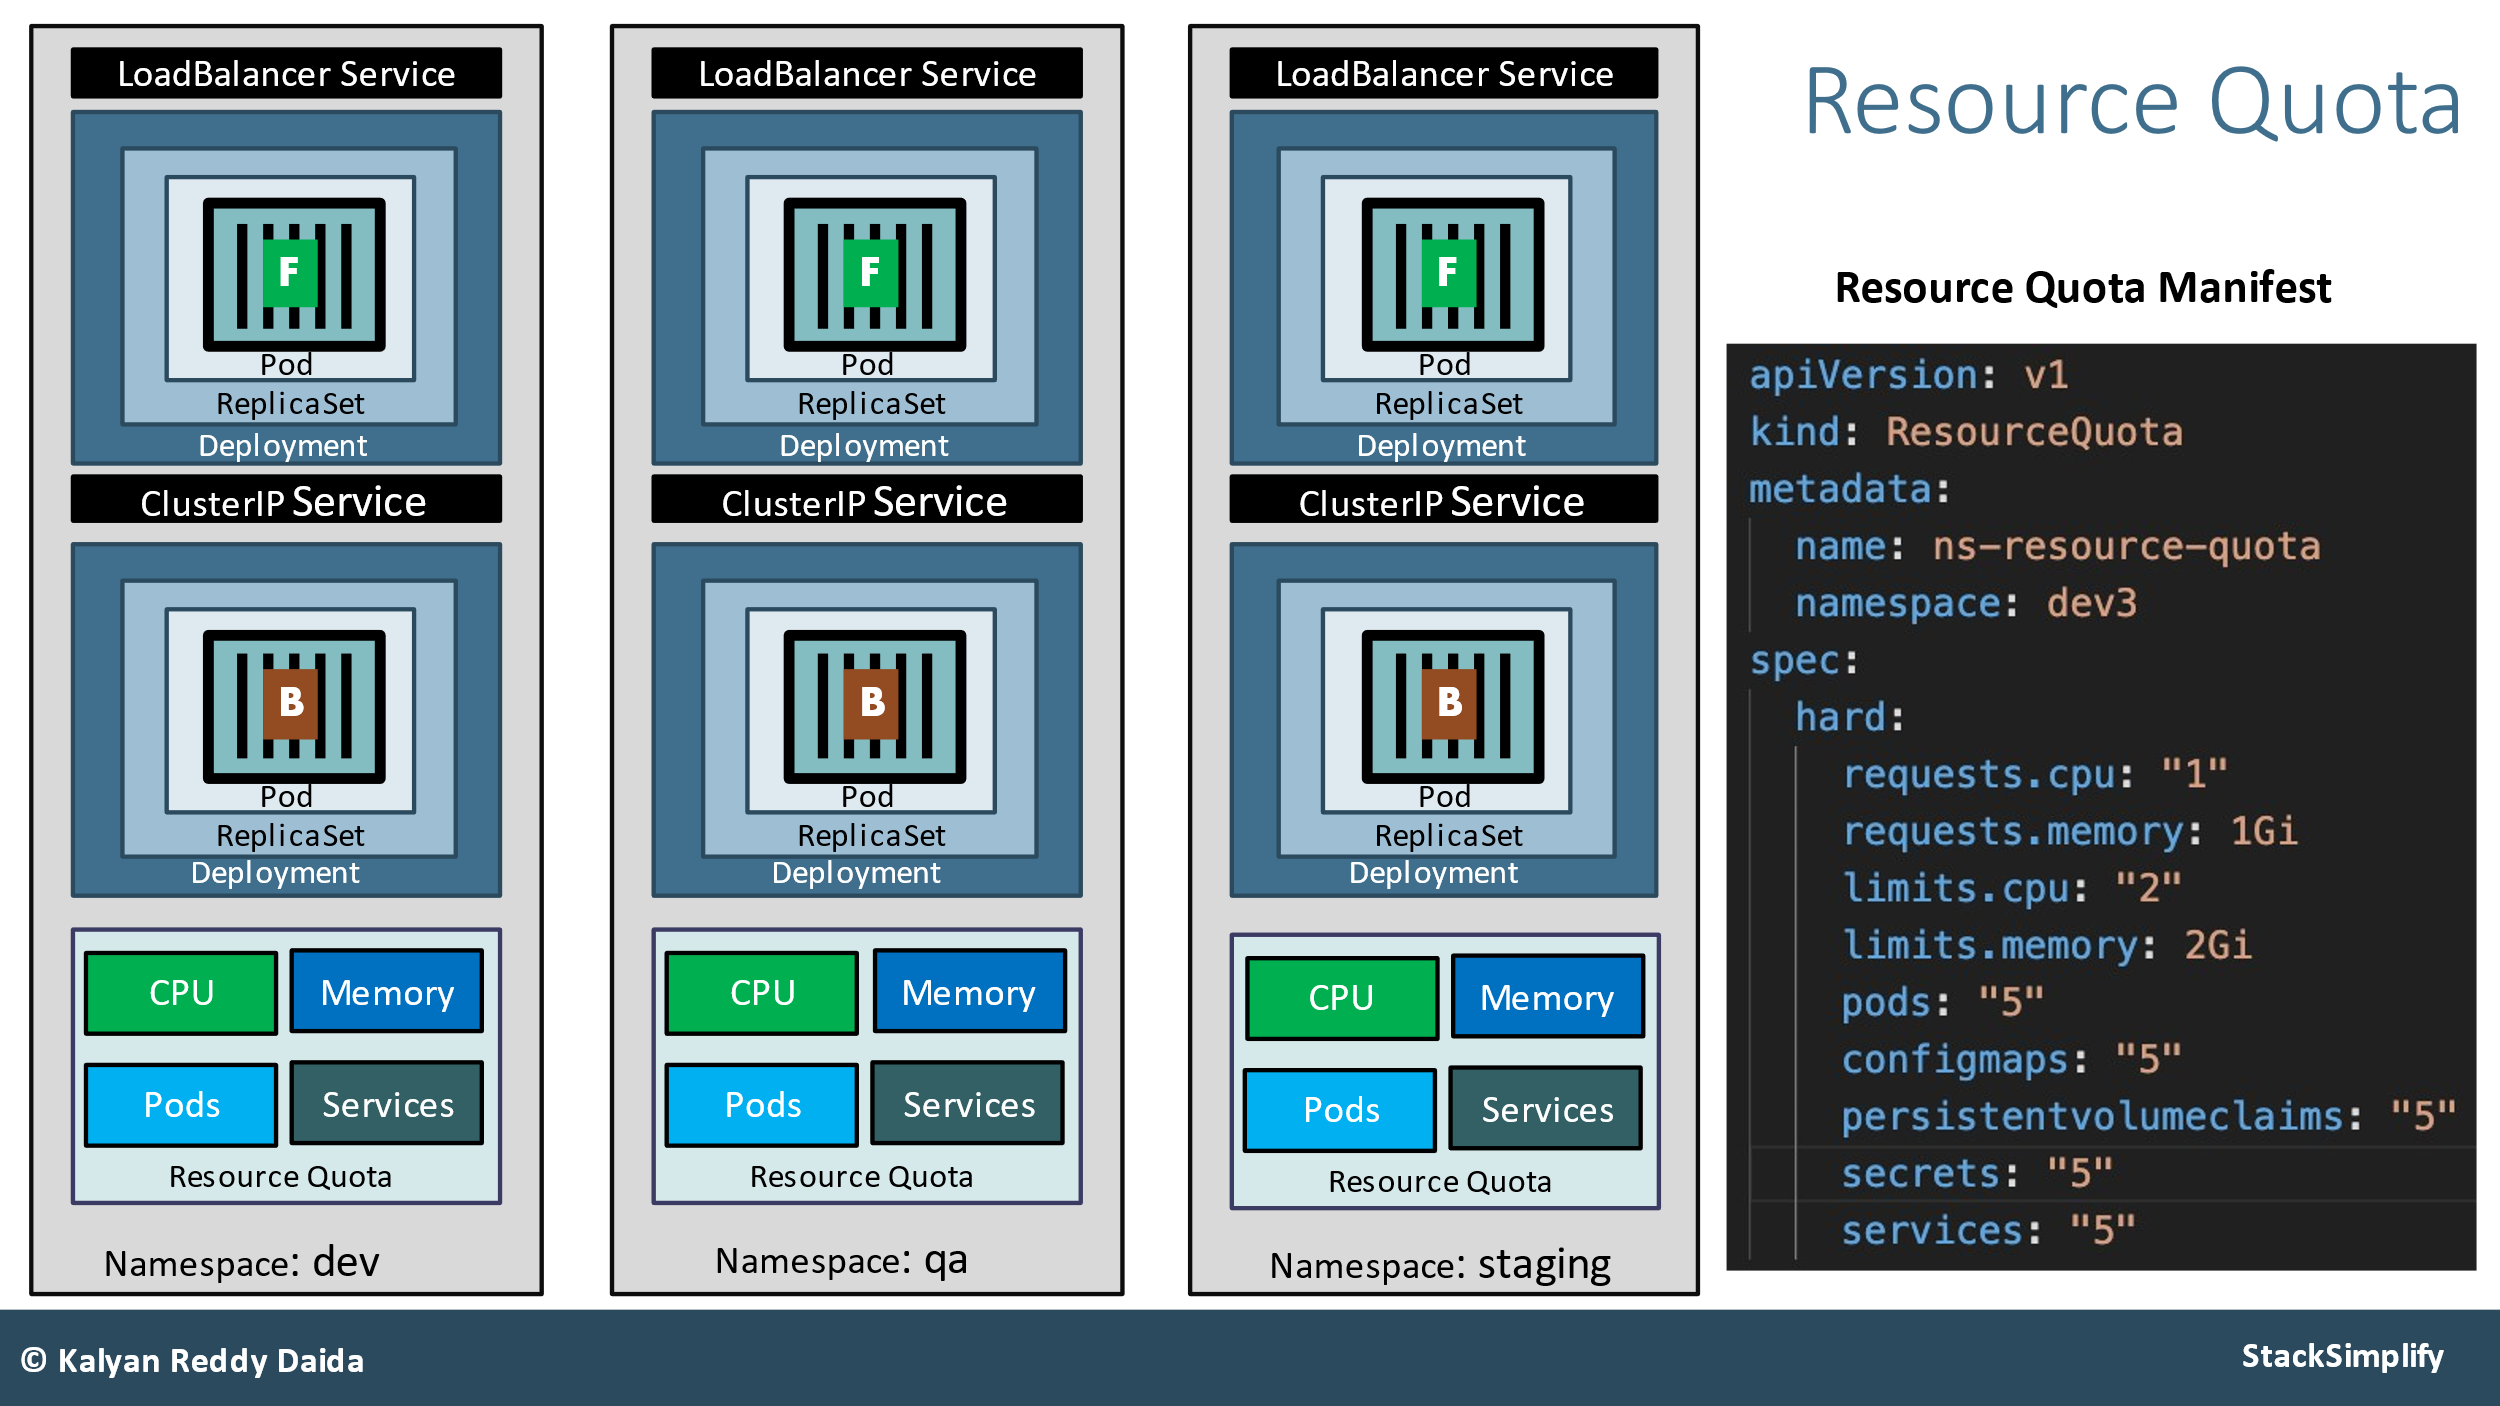 LoadBalancer Service
F
Pod
ReplicaSet
Deployment
ClusterIP Service
B
Pod
ReplicaSet
Deployment
CPU
Memory
Pods
Services
Resource Quota
Namespace: dev
LoadBalancer Service
F
Pod
ReplicaSet
Deployment
ClusterIP Service
B
Pod
ReplicaSet
Deployment
CPU
Memory
Pods
Services
Resource Quota
Namespace: qa
LoadBalancer Service
F
Pod
ReplicaSet
Deployment
ClusterIP Service
B
Pod
ReplicaSet
Deployment
CPU
Memory
Pods
Services
Resource Quota
Namespace: staging
Resource Quota
Resource Quota Manifest
apiVersion: v1
kind: ResourceQuota
metadata:
  name: ns-resource-quota
  namespace: dev3
spec:
  hard:
    requests.cpu: "1"
    requests.memory: 1Gi
    limits.cpu: "2"
    limits.memory: 2Gi
    pods: "5"
    configmaps: "5"
    persistentvolumeclaims: "5"
    secrets: "5"
    services: "5"
© Kalyan Reddy Daida
StackSimplify